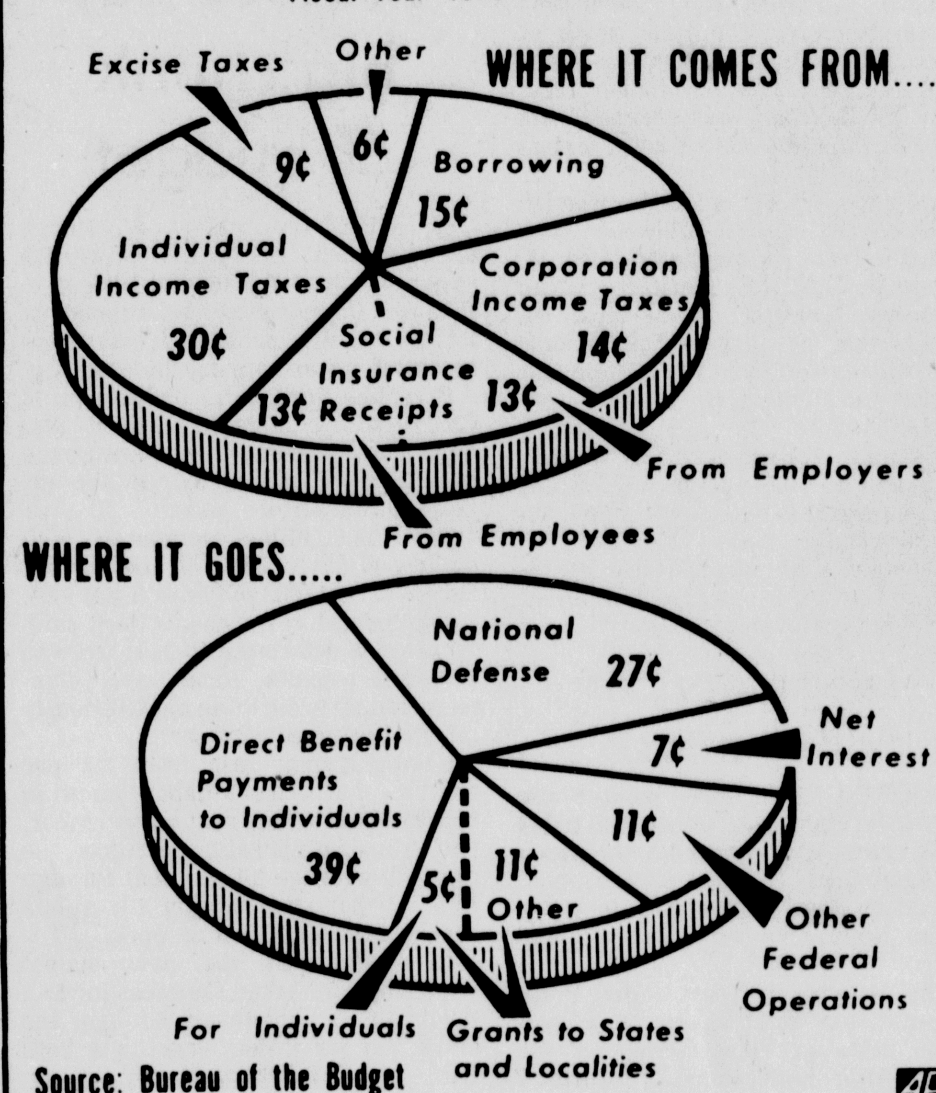 WHERE IT COMES FROM....
Excise Taxes
Other
9¢
6¢
Borrowing
15¢
Individual
Income Taxes
30¢
Corporation
Income Taxes
14¢
Social
Insurance
Receipts
13¢
13¢
From Employers
From Employees
WHERE IT GOES.....
National
Defense
27¢
Net
Interest
7¢
Direct Benefit
Payments
to Individuals
39¢
5¢
11¢
Other
11¢
Other
Federal
Operations
For Individuals
Grants to States
and Localities
Source: Bureau of the Budget